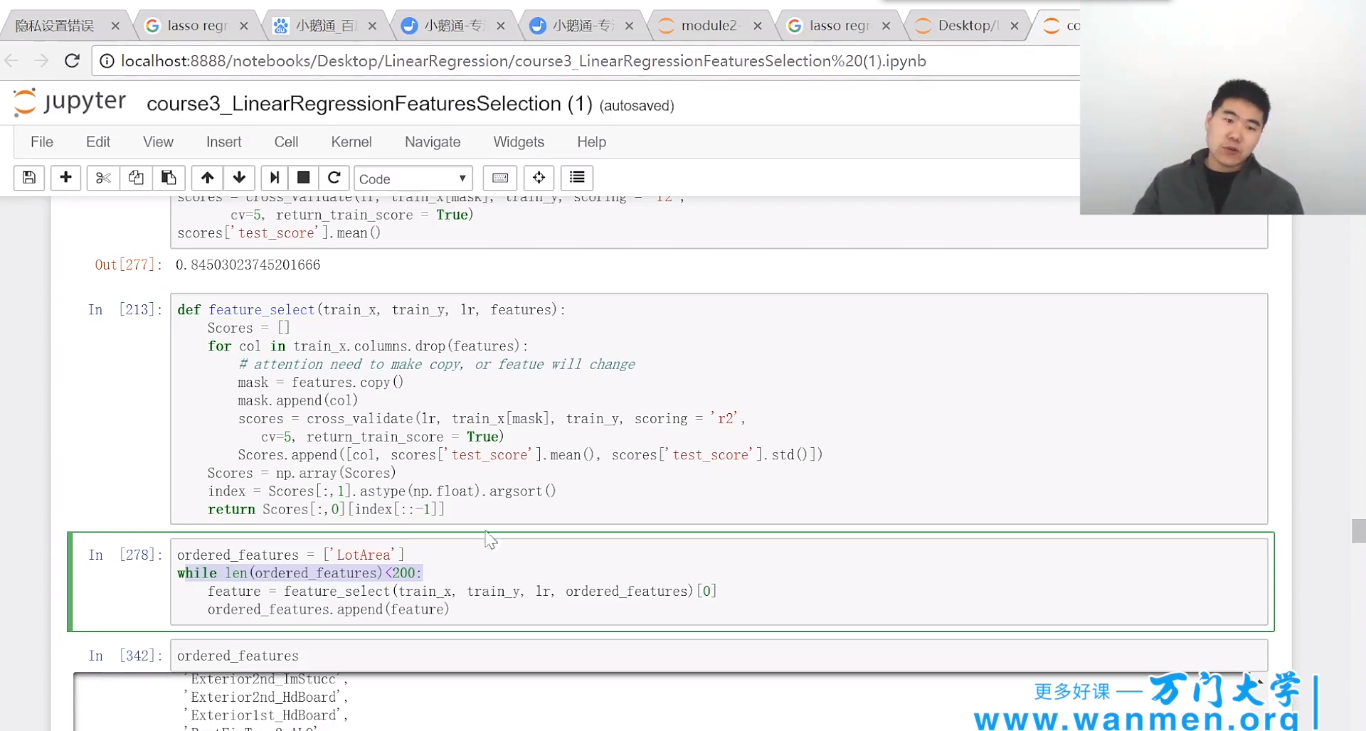 隐私设置错误 × lasso regr × 小鹅通_百 × 小鹅通-专 × 小鹅通-专 × module2- × lasso regr × Desktop/ × co
localhost:8888/notebooks/Desktop/LinearRegression/course3_LinearRegressionFeaturesSelection%20(1).ipynb
jupyter course3_LinearRegressionFeaturesSelection (1) (autosaved)
File Edit View Insert Cell Kernel Navigate Widgets Help
Code
scores = cross_validate(lr, train_x[mask], train_y, scoring = 'r2',
cv=5, return_train_score = True)
scores['test_score'].mean()
Out[277]: 0.84503023745201666
In [213]: def feature_select(train_x, train_y, lr, features):
Scores = []
for col in train_x.columns.drop(features):
# attention need to make copy, or featue will change
mask = features.copy()
mask.append(col)
scores = cross_validate(lr, train_x[mask], train_y, scoring = 'r2',
cv=5, return_train_score = True)
Scores.append([col, scores['test_score'].mean(), scores['test_score'].std()])
Scores = np.array(Scores)
index = Scores[:,1].astype(np.float).argsort()
return Scores[:,0][index[::-1]]
In [278]: ordered_features = ['LotArea']
while len(ordered_features)<200:
feature = feature_select(train_x, train_y, lr, ordered_features)[0]
ordered_features.append(feature)
In [342]: ordered_features
'Exterior2nd_ImStucc',
'Exterior2nd_HdBoard',
'Exterior1st_HdBoard',
更多好课 — 万门大学
www.wanmen.org